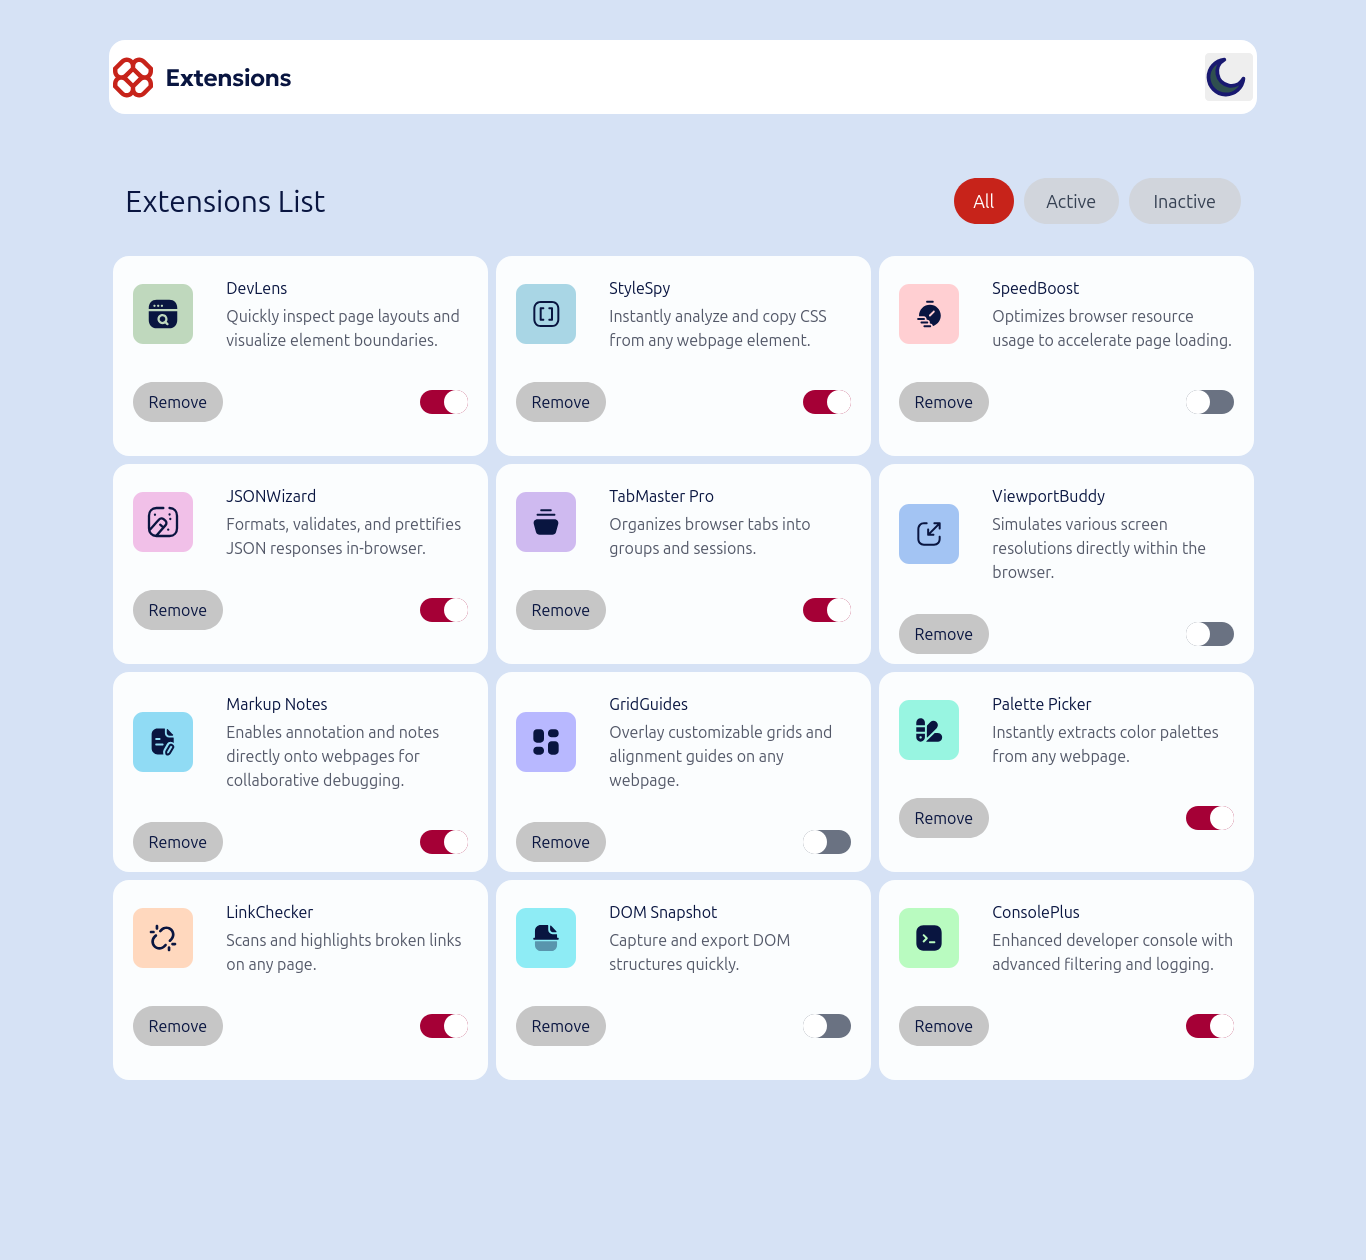 Extensions
Extensions List
All
Active
Inactive
DevLens
Quickly inspect page layouts and
visualize element boundaries.
Remove
StyleSpy
Instantly analyze and copy CSS
from any webpage element.
Remove
SpeedBoost
Optimizes browser resource
usage to accelerate page loading.
Remove
JSONWizard
Formats, validates, and prettifies
JSON responses in-browser.
Remove
TabMaster Pro
Organizes browser tabs into
groups and sessions.
Remove
ViewportBuddy
Simulates various screen
resolutions directly within the
browser.
Remove
Markup Notes
Enables annotation and notes
directly onto webpages for
collaborative debugging.
Remove
GridGuides
Overlay customizable grids and
alignment guides on any
webpage.
Remove
Palette Picker
Instantly extracts color palettes
from any webpage.
Remove
LinkChecker
Scans and highlights broken links
on any page.
Remove
DOM Snapshot
Capture and export DOM
structures quickly.
Remove
ConsolePlus
Enhanced developer console with
advanced filtering and logging.
Remove